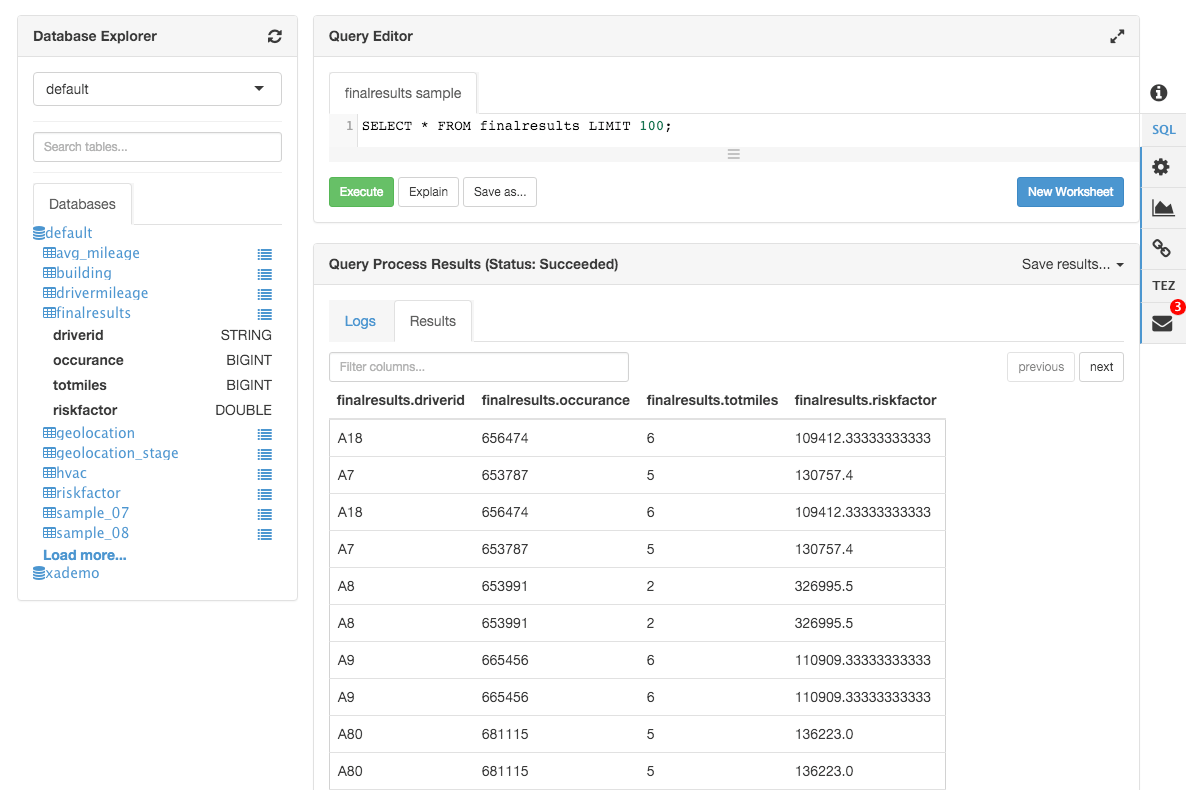 Database Explorer
default
Search tables...
Databases
default
avg_mileage
building
drivermileage
finalresults
driverid STRING
occurance BIGINT
totmiles BIGINT
riskfactor DOUBLE
geolocation
geolocation_stage
hvac
riskfactor
sample_07
sample_08
Load more...
xademo
Query Editor
finalresults sample
1 SELECT * FROM finalresults LIMIT 100;
Execute Explain Save as... New Worksheet
Query Process Results (Status: Succeeded) Save results...
Logs Results
Filter columns... previous next
finalresults.driverid finalresults.occurance finalresults.totmiles finalresults.riskfactor
A18 656474 6 109412.33333333333
A7 653787 5 130757.4
A18 656474 6 109412.33333333333
A7 653787 5 130757.4
A8 653991 2 326995.5
A8 653991 2 326995.5
A9 665456 6 110909.33333333333
A9 665456 6 110909.33333333333
A80 681115 5 136223.0
A80 681115 5 136223.0
SQL
TEZ
3